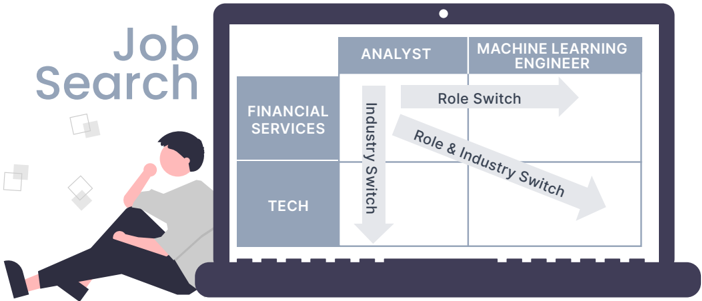 Job
Search
ANALYST
MACHINE LEARNING
ENGINEER
FINANCIAL
SERVICES
TECH
Role Switch
Industry Switch
Role & Industry Switch